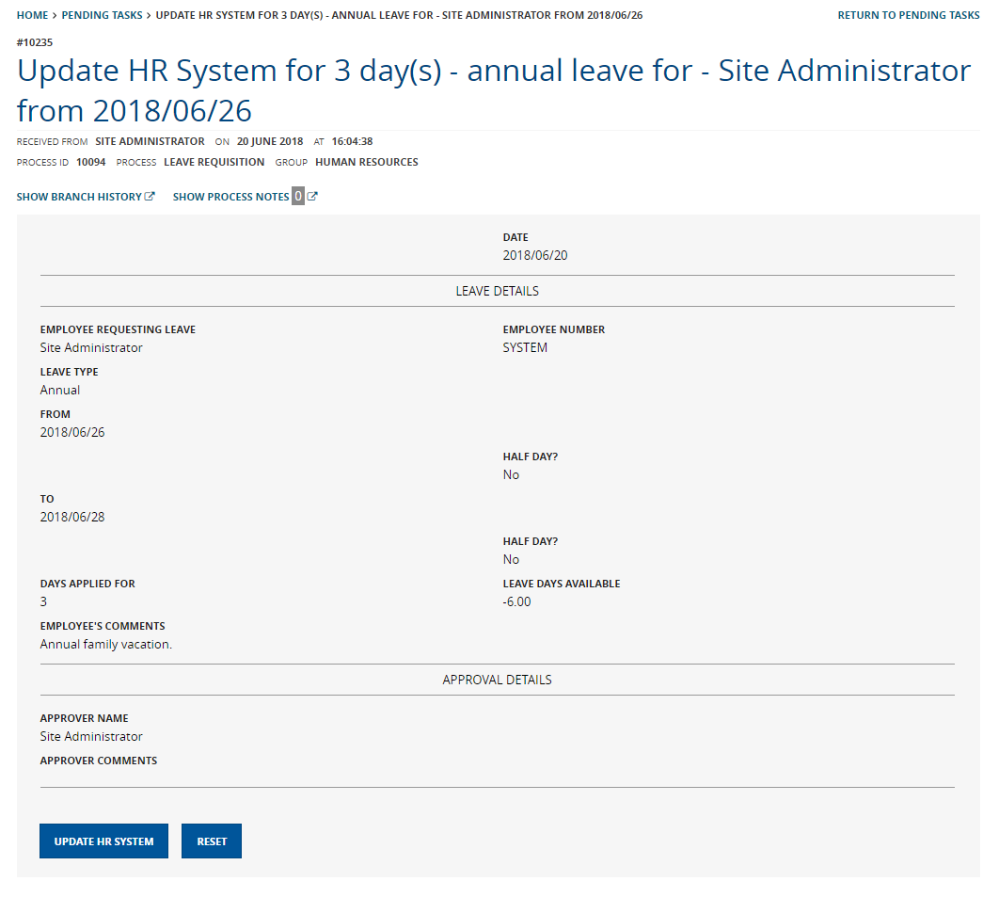 HOME > PENDING TASKS > UPDATE HR SYSTEM FOR 3 DAY(S) - ANNUAL LEAVE FOR - SITE ADMINISTRATOR FROM 2018/06/26 RETURN TO PENDING TASKS
#10235
Update HR System for 3 day(s) - annual leave for - Site Administrator
from 2018/06/26
RECEIVED FROM SITE ADMINISTRATOR ON 20 JUNE 2018 AT 16:04:38
PROCESS ID 10094 PROCESS LEAVE REQUISITION GROUP HUMAN RESOURCES
SHOW BRANCH HISTORY SHOW PROCESS NOTES 0
DATE
2018/06/20
LEAVE DETAILS
EMPLOYEE REQUESTING LEAVE EMPLOYEE NUMBER
Site Administrator SYSTEM
LEAVE TYPE
Annual
FROM
2018/06/26
HALF DAY?
No
TO
2018/06/28
HALF DAY?
No
DAYS APPLIED FOR LEAVE DAYS AVAILABLE
3 -6.00
EMPLOYEE'S COMMENTS
Annual family vacation.
APPROVAL DETAILS
APPROVER NAME
Site Administrator
APPROVER COMMENTS
UPDATE HR SYSTEM RESET